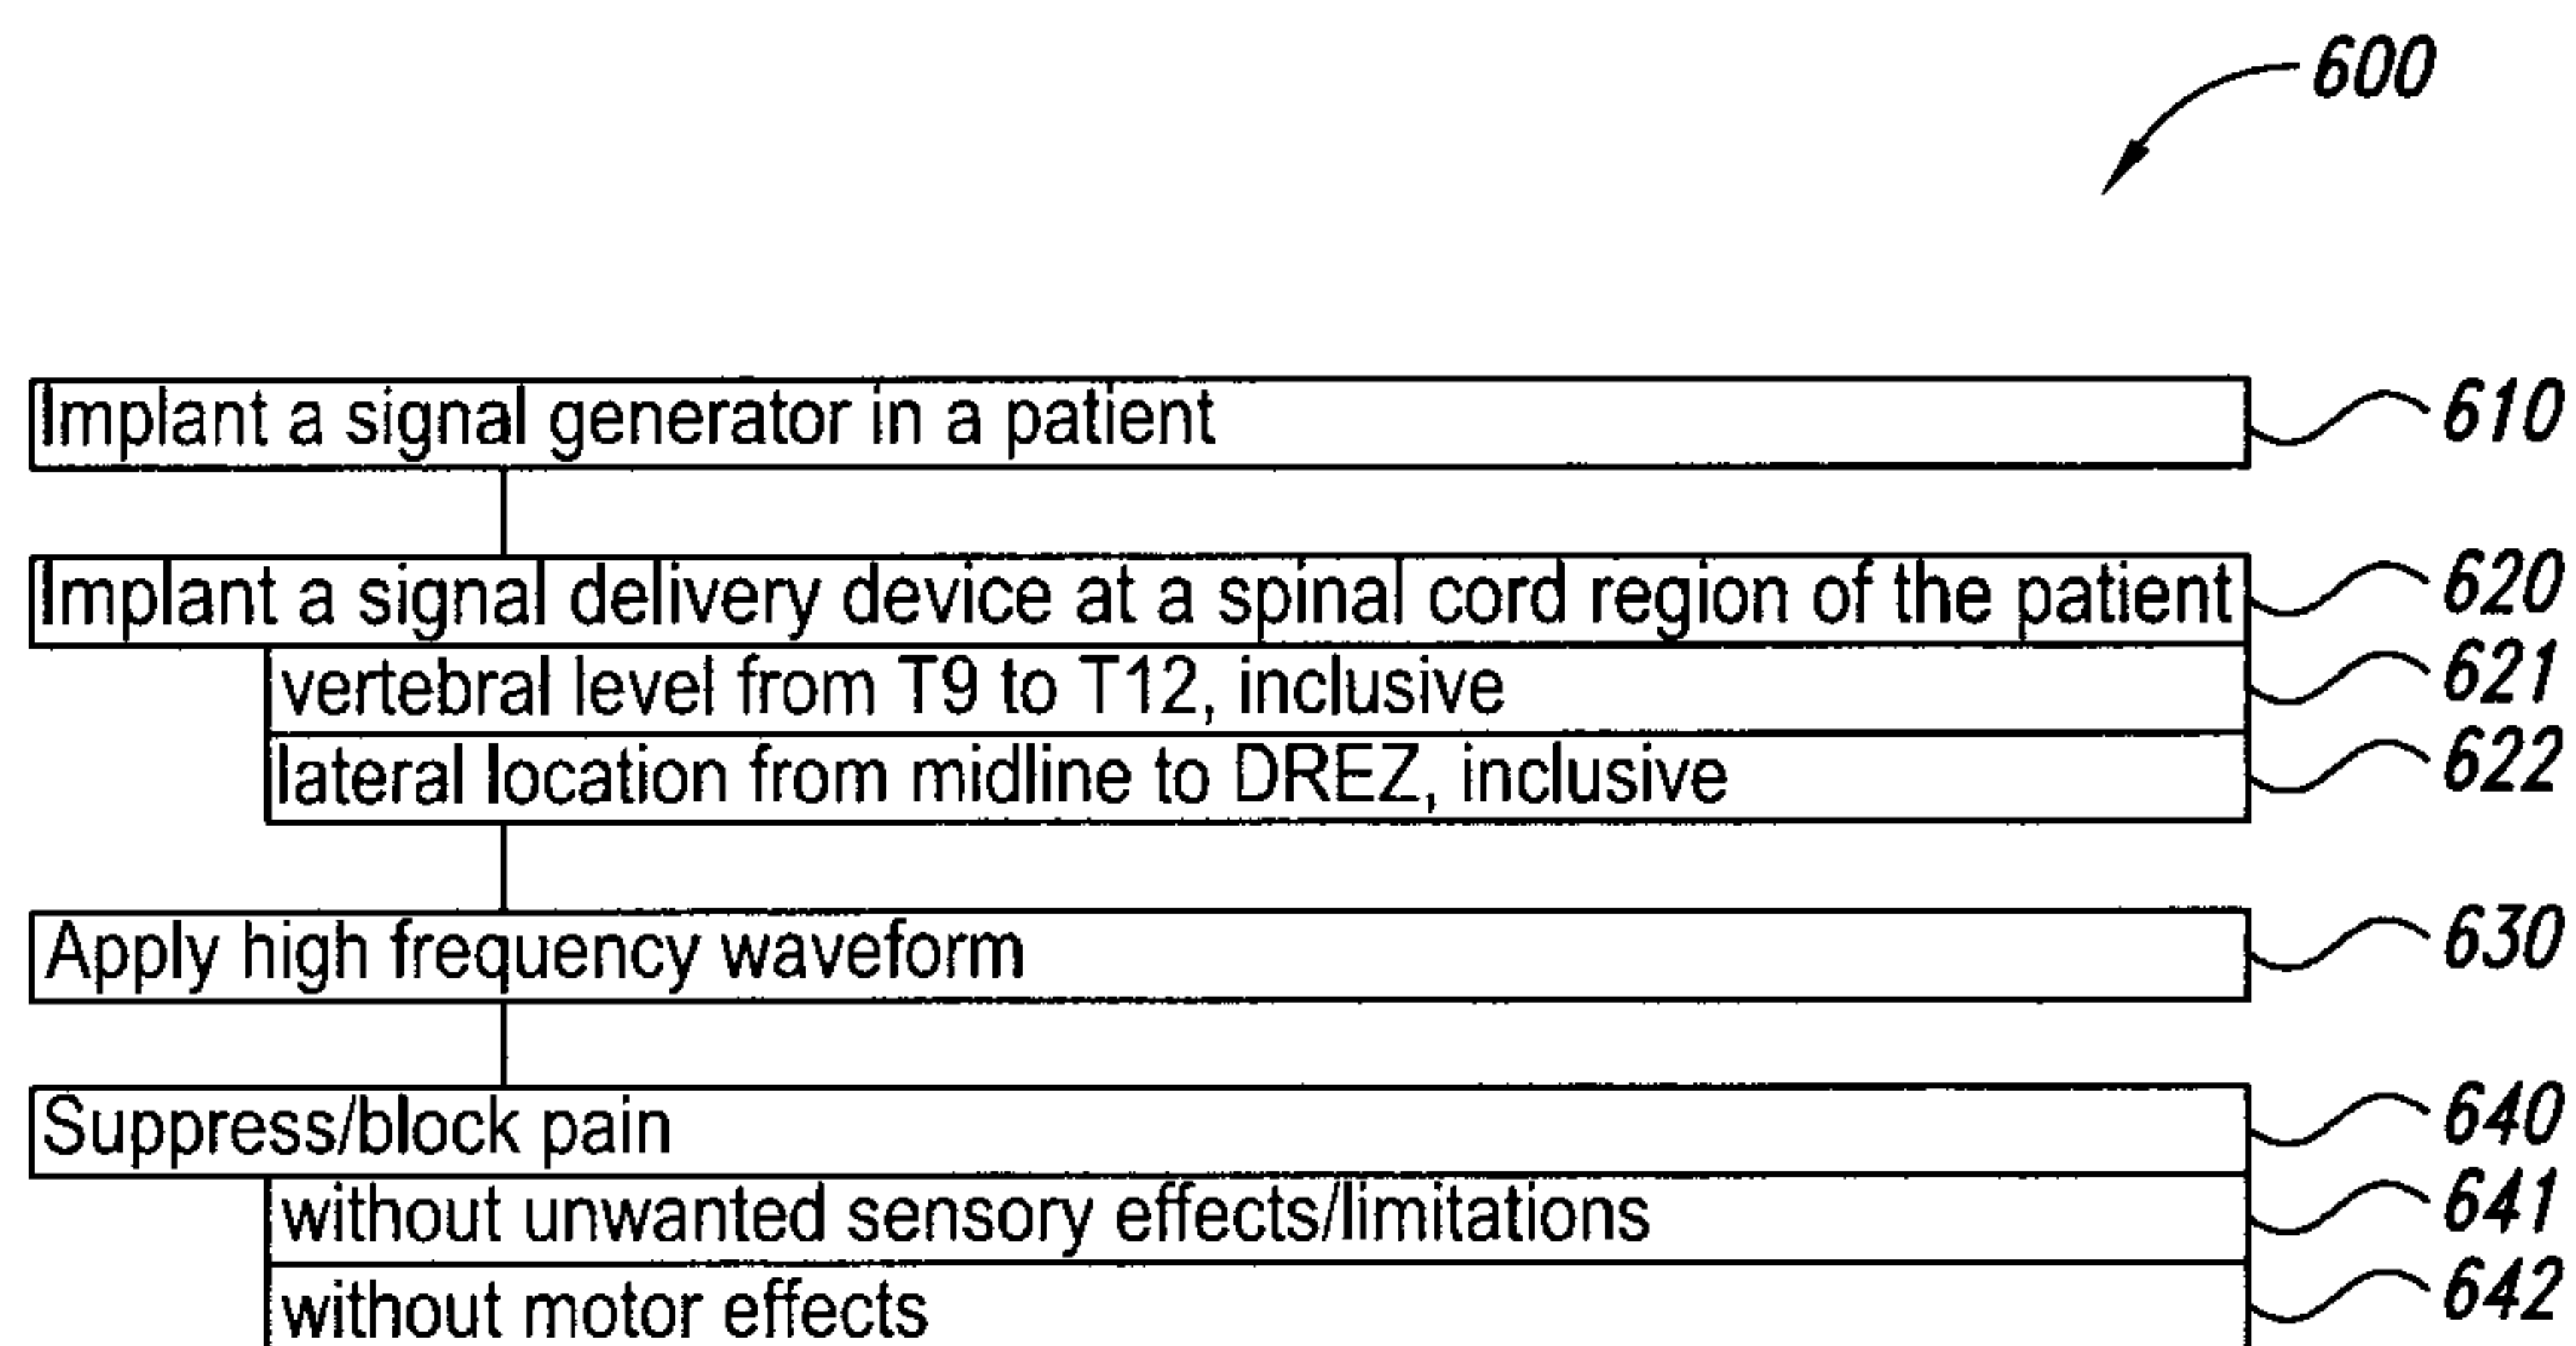 600
Implant a signal generator in a patient 610
Implant a signal delivery device at a spinal cord region of the patient 620
vertebral level from T9 to T12, inclusive 621
lateral location from midline to DREZ, inclusive 622
Apply high frequency waveform 630
Suppress/block pain 640
without unwanted sensory effects/limitations 641
without motor effects 642